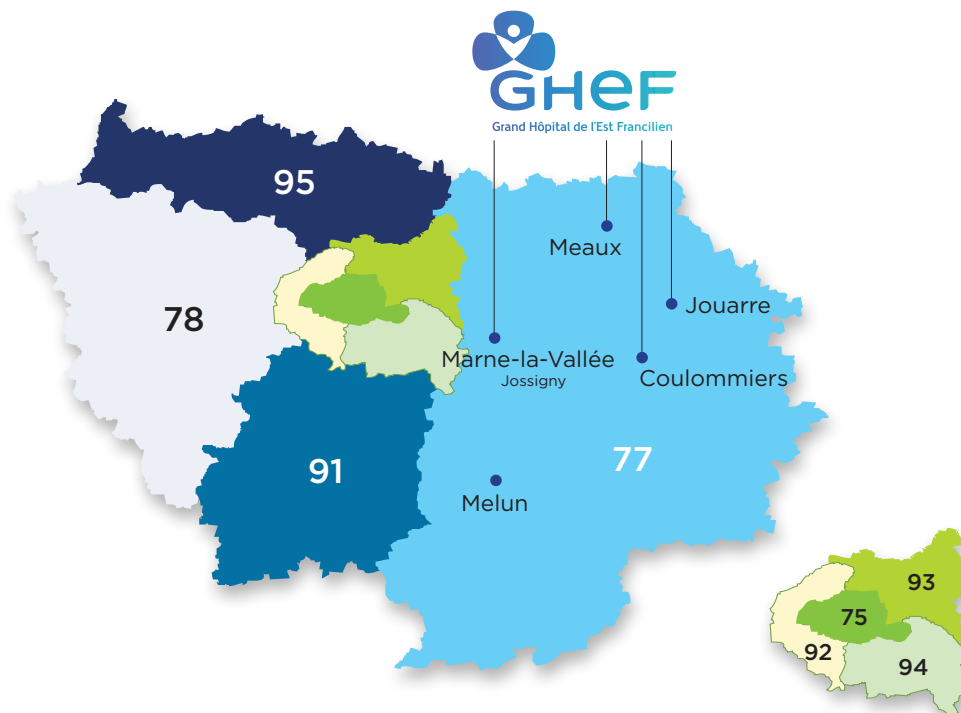 GHeF
Grand Hôpital de l'Est Francilien
95
Meaux
78
Jouarre
Marne-la-Vallée
Jossigny
Coulommiers
91
77
Melun
93
75
92
94